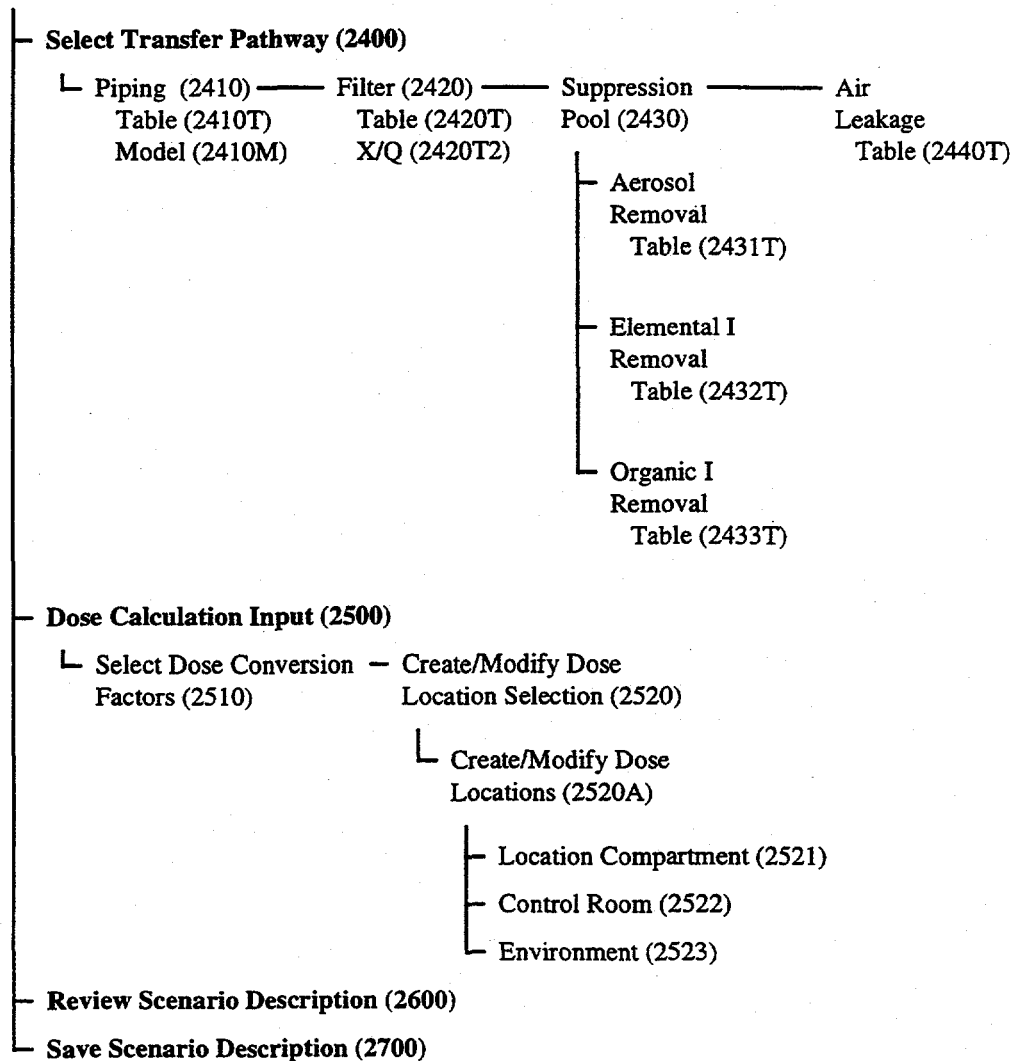 Select Transfer Pathway (2400)
Piping (2410)
Table (2410T)
Model (2410M)
Filter (2420)
Table (2420T)
X/Q (2420T2)
Suppression
Pool (2430)
Air
Leakage
Table (2440T)
Aerosol
Removal
Table (2431T)
Elemental I
Removal
Table (2432T)
Organic I
Removal
Table (2433T)
Dose Calculation Input (2500)
Select Dose Conversion
Factors (2510)
Create/Modify Dose
Location Selection (2520)
Create/Modify Dose
Locations (2520A)
Location Compartment (2521)
Control Room (2522)
Environment (2523)
Review Scenario Description (2600)
Save Scenario Description (2700)